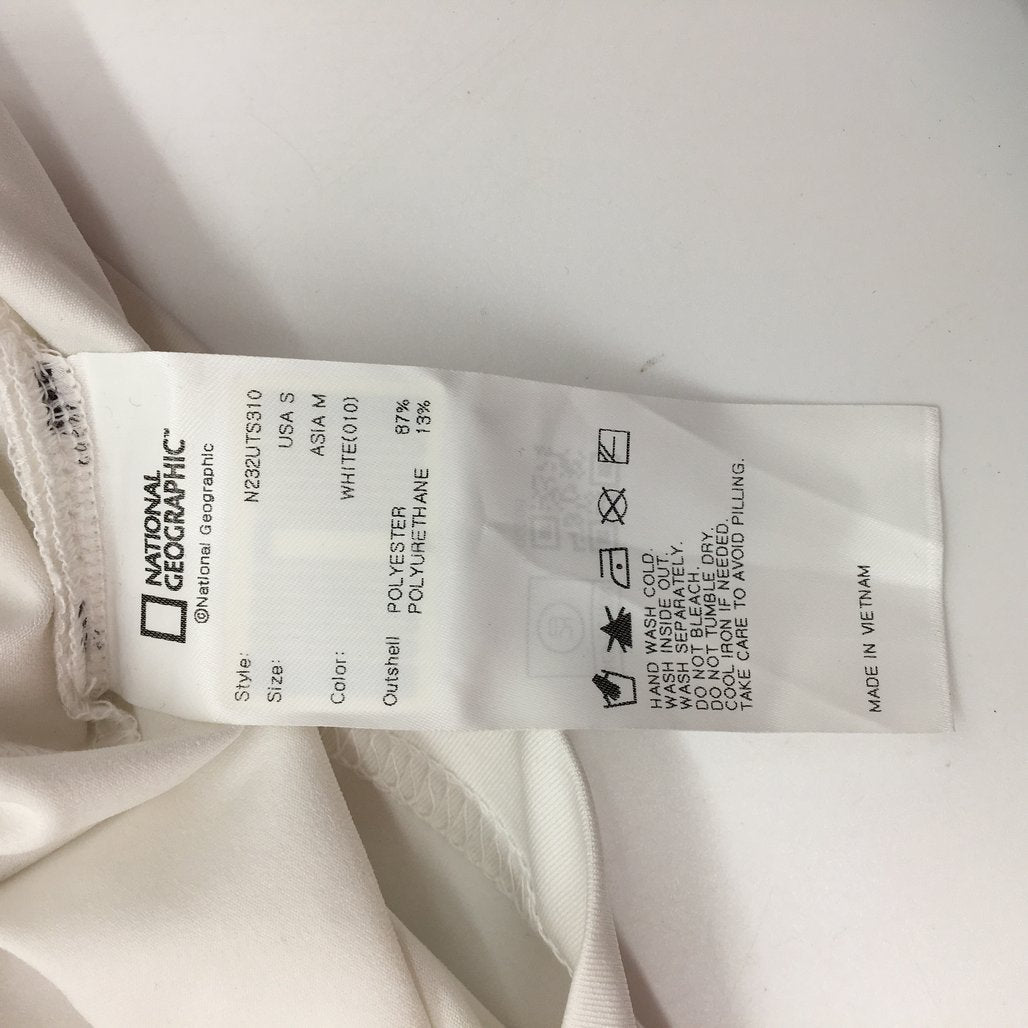 NATIONAL
GEOGRAPHIC™
©National Geographic
Style: N232UTS310
Size: USA S
ASIA M
Color: WHITE(010)
Outshell POLYESTER 87%
POLYURETHANE 13%
HAND WASH COLD.
WASH INSIDE OUT.
WASH SEPARATELY.
DO NOT BLEACH.
DO NOT TUMBLE DRY.
COOL IRON IF NEEDED.
TAKE CARE TO AVOID PILLING.
MADE IN VIETNAM